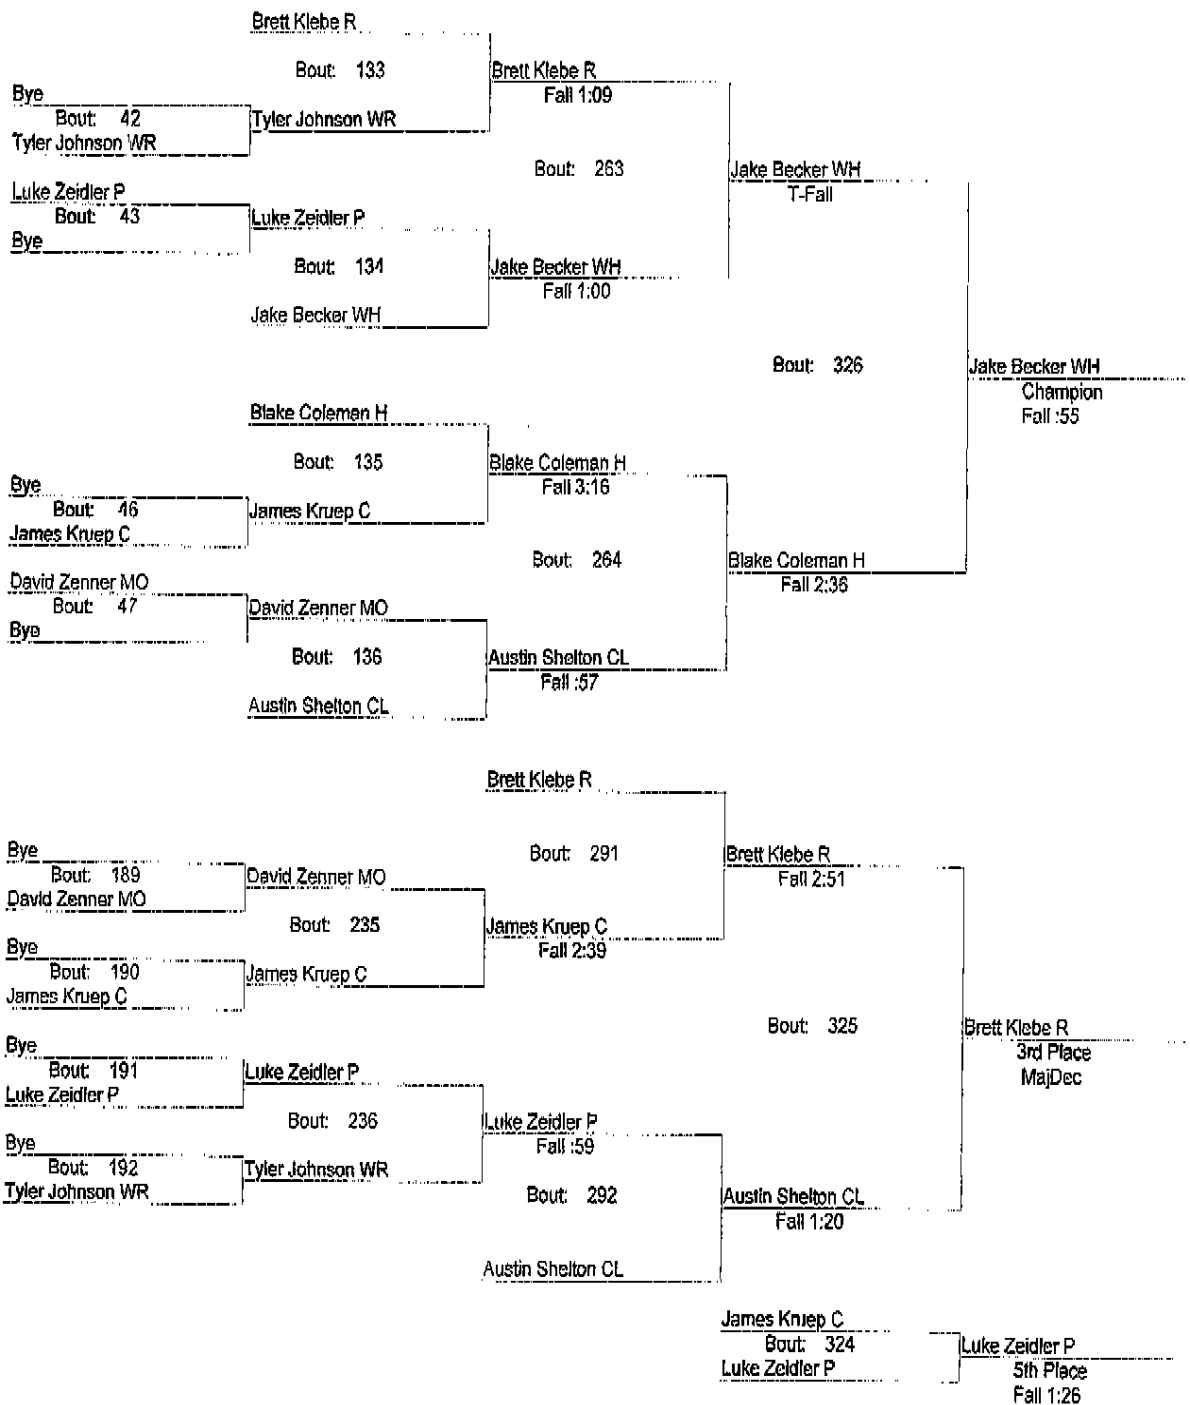 Brett Klebe R
Bout: 133
Brett Klebe R
Fall 1:09
Bye
Bout: 42
Tyler Johnson WR
Tyler Johnson WR
Bout: 263
Jake Becker WH
T-Fall
Luke Zeidler P
Bout: 43
Bye
Luke Zeidler P
Bout: 134
Jake Becker WH
Fall 1:00
Jake Becker WH
Bout: 326
Jake Becker WH
Champion
Fall :55
Blake Coleman H
Bout: 135
Blake Coleman H
Fall 3:16
Bye
Bout: 46
James Kruep C
James Kruep C
Bout: 264
Blake Coleman H
Fall 2:36
David Zenner MO
Bout: 47
Bye
David Zenner MO
Bout: 136
Austin Shelton CL
Fall :57
Austin Shelton CL
Brett Klebe R
Bout: 291
Brett Klebe R
Fall 2:51
Bye
Bout: 189
David Zenner MO
David Zenner MO
Bout: 235
James Kruep C
Fall 2:39
Bye
Bout: 190
James Kruep C
James Kruep C
Bout: 325
Brett Klebe R
3rd Place
MajDec
Bye
Bout: 191
Luke Zeidler P
Luke Zeidler P
Bout: 236
Luke Zeidler P
Fall :59
Bye
Bout: 192
Tyler Johnson WR
Tyler Johnson WR
Bout: 292
Austin Shelton CL
Fall 1:20
Austin Shelton CL
James Kruep C
Bout: 324
Luke Zeidler P
Luke Zeidler P
5th Place
Fall 1:26